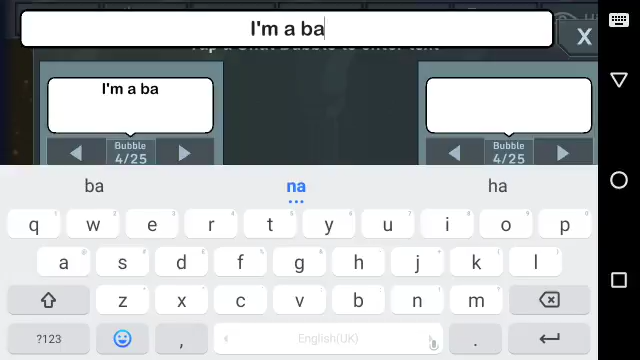 I'm a ba
Tap a Chat Bubble to enter text
X
I'm a ba
Bubble
4/25
Bubble
4/25
ba na ha
q w e r t y u i o p
a s d f g h j k l
z x c v b n m
?123 , English(UK) .